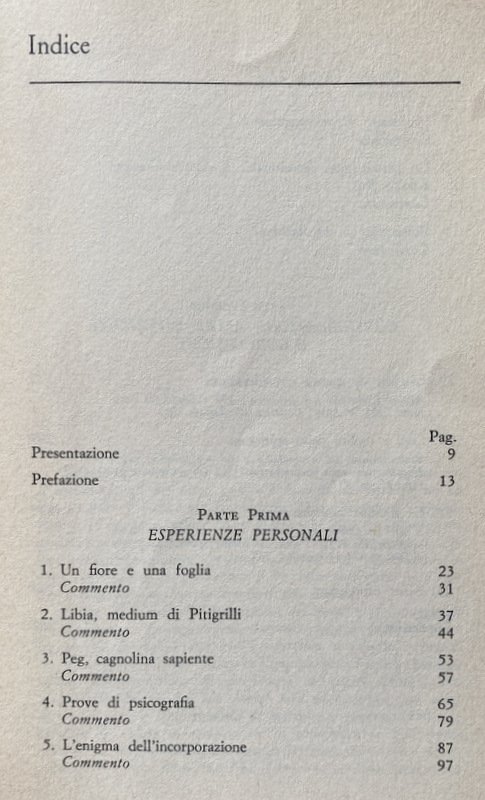 Indice
Pag.
Presentazione 9
Prefazione 13
Parte Prima
ESPERIENZE PERSONALI
1. Un fiore e una foglia 23
Commento 31
2. Libia, medium di Pitigrilli 37
Commento 44
3. Peg, cagnolina sapiente 53
Commento 57
4. Prove di psicografia 65
Commento 79
5. L'enigma dell'incorporazione 87
Commento 97